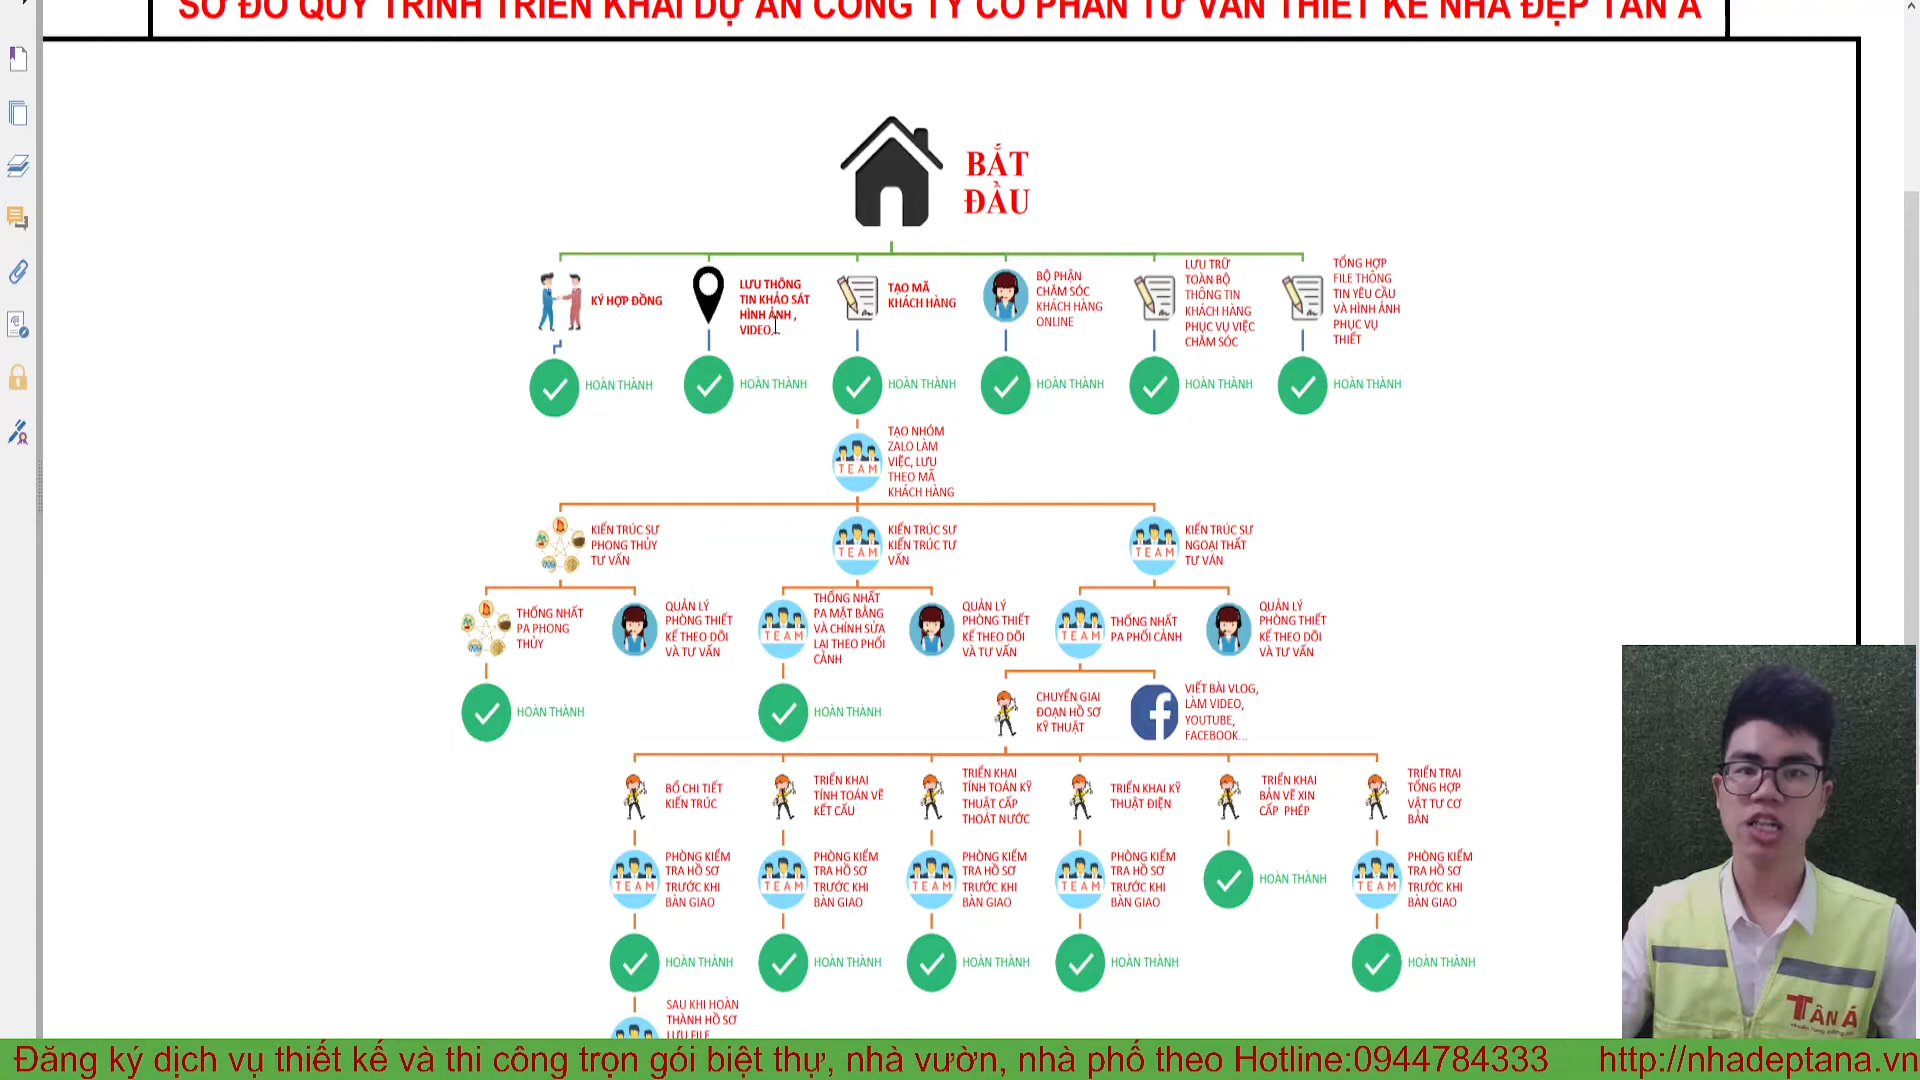 SƠ ĐỒ QUY TRÌNH TRIỂN KHAI DỰ ÁN CÔNG TY CỔ PHẦN TƯ VẤN THIẾT KẾ NHÀ ĐẸP TÂN Á
BẮT
ĐẦU
KÝ HỢP ĐỒNG
LƯU THÔNG
TIN KHẢO SÁT
HÌNH ẢNH ,
VIDEO,..
TẠO MÃ
KHÁCH HÀNG
BỘ PHẬN
CHĂM SÓC
KHÁCH HÀNG
ONLINE
LƯU TRỮ
TOÀN BỘ
THÔNG TIN
KHÁCH HÀNG
PHỤC VỤ VIỆC
CHĂM SÓC
TỔNG HỢP
FILE THÔNG
TIN YÊU CẦU
VÀ HÌNH ẢNH
PHỤC VỤ
THIẾT
HOÀN THÀNH
HOÀN THÀNH
HOÀN THÀNH
HOÀN THÀNH
HOÀN THÀNH
HOÀN THÀNH
TEAM
TẠO NHÓM
ZALO LÀM
VIỆC, LƯU
THEO MÃ
KHÁCH HÀNG
KIẾN TRÚC SƯ
PHONG THỦY
TƯ VẤN
TEAM
KIẾN TRÚC SƯ
KIẾN TRÚC TƯ
VẤN
TEAM
KIẾN TRÚC SƯ
NGOẠI THẤT
TƯ VẤN
THỐNG NHẤT
PA PHONG
THỦY
QUẢN LÝ
PHÒNG THIẾT
KẾ THEO DÕI
VÀ TƯ VẤN
TEAM
THỐNG NHẤT
PA MẶT BẰNG
VÀ CHỈNH SỬA
LẠI THEO PHỐI
CẢNH
QUẢN LÝ
PHÒNG THIẾT
KẾ THEO DÕI
VÀ TƯ VẤN
TEAM
THỐNG NHẤT
PA PHỐI CẢNH
QUẢN LÝ
PHÒNG THIẾT
KẾ THEO DÕI
VÀ TƯ VẤN
HOÀN THÀNH
HOÀN THÀNH
CHUYỂN GIAI
ĐOẠN HỒ SƠ
KỸ THUẬT
VIẾT BÀI VLOG,
LÀM VIDEO,
YOUTUBE,
FACEBOOK...
BỔ CHI TIẾT
KIẾN TRÚC
TRIỂN KHAI
TÍNH TOÁN VẼ
KẾT CẤU
TRIỂN KHAI
TÍNH TOÁN KỸ
THUẬT CẤP
THOÁT NƯỚC
TRIỂN KHAI KỸ
THUẬT ĐIỆN
TRIỂN KHAI
BẢN VẼ XIN
CẤP PHÉP
TRIỂN TRAI
TỔNG HỢP
VẬT TƯ CƠ
BẢN
TEAM
PHÒNG KIỂM
TRA HỒ SƠ
TRƯỚC KHI
BÀN GIAO
TEAM
PHÒNG KIỂM
TRA HỒ SƠ
TRƯỚC KHI
BÀN GIAO
TEAM
PHÒNG KIỂM
TRA HỒ SƠ
TRƯỚC KHI
BÀN GIAO
TEAM
PHÒNG KIỂM
TRA HỒ SƠ
TRƯỚC KHI
BÀN GIAO
HOÀN THÀNH
TEAM
PHÒNG KIỂM
TRA HỒ SƠ
TRƯỚC KHI
BÀN GIAO
HOÀN THÀNH
HOÀN THÀNH
HOÀN THÀNH
HOÀN THÀNH
HOÀN THÀNH
SAU KHI HOÀN
THÀNH HỒ SƠ
LƯU FILE
TÂN Á
Đăng ký dịch vụ thiết kế và thi công trọn gói biệt thự, nhà vườn, nhà phố theo Hotline:0944784333 http://nhadeptana.vn